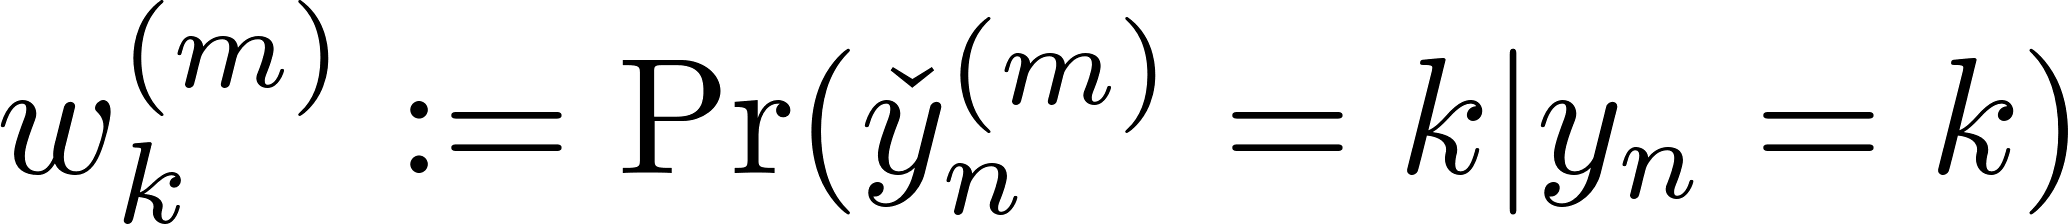 $w_k^{(m)} := \Pr(\check{y}_n^{(m)} = k | y_n = k)$